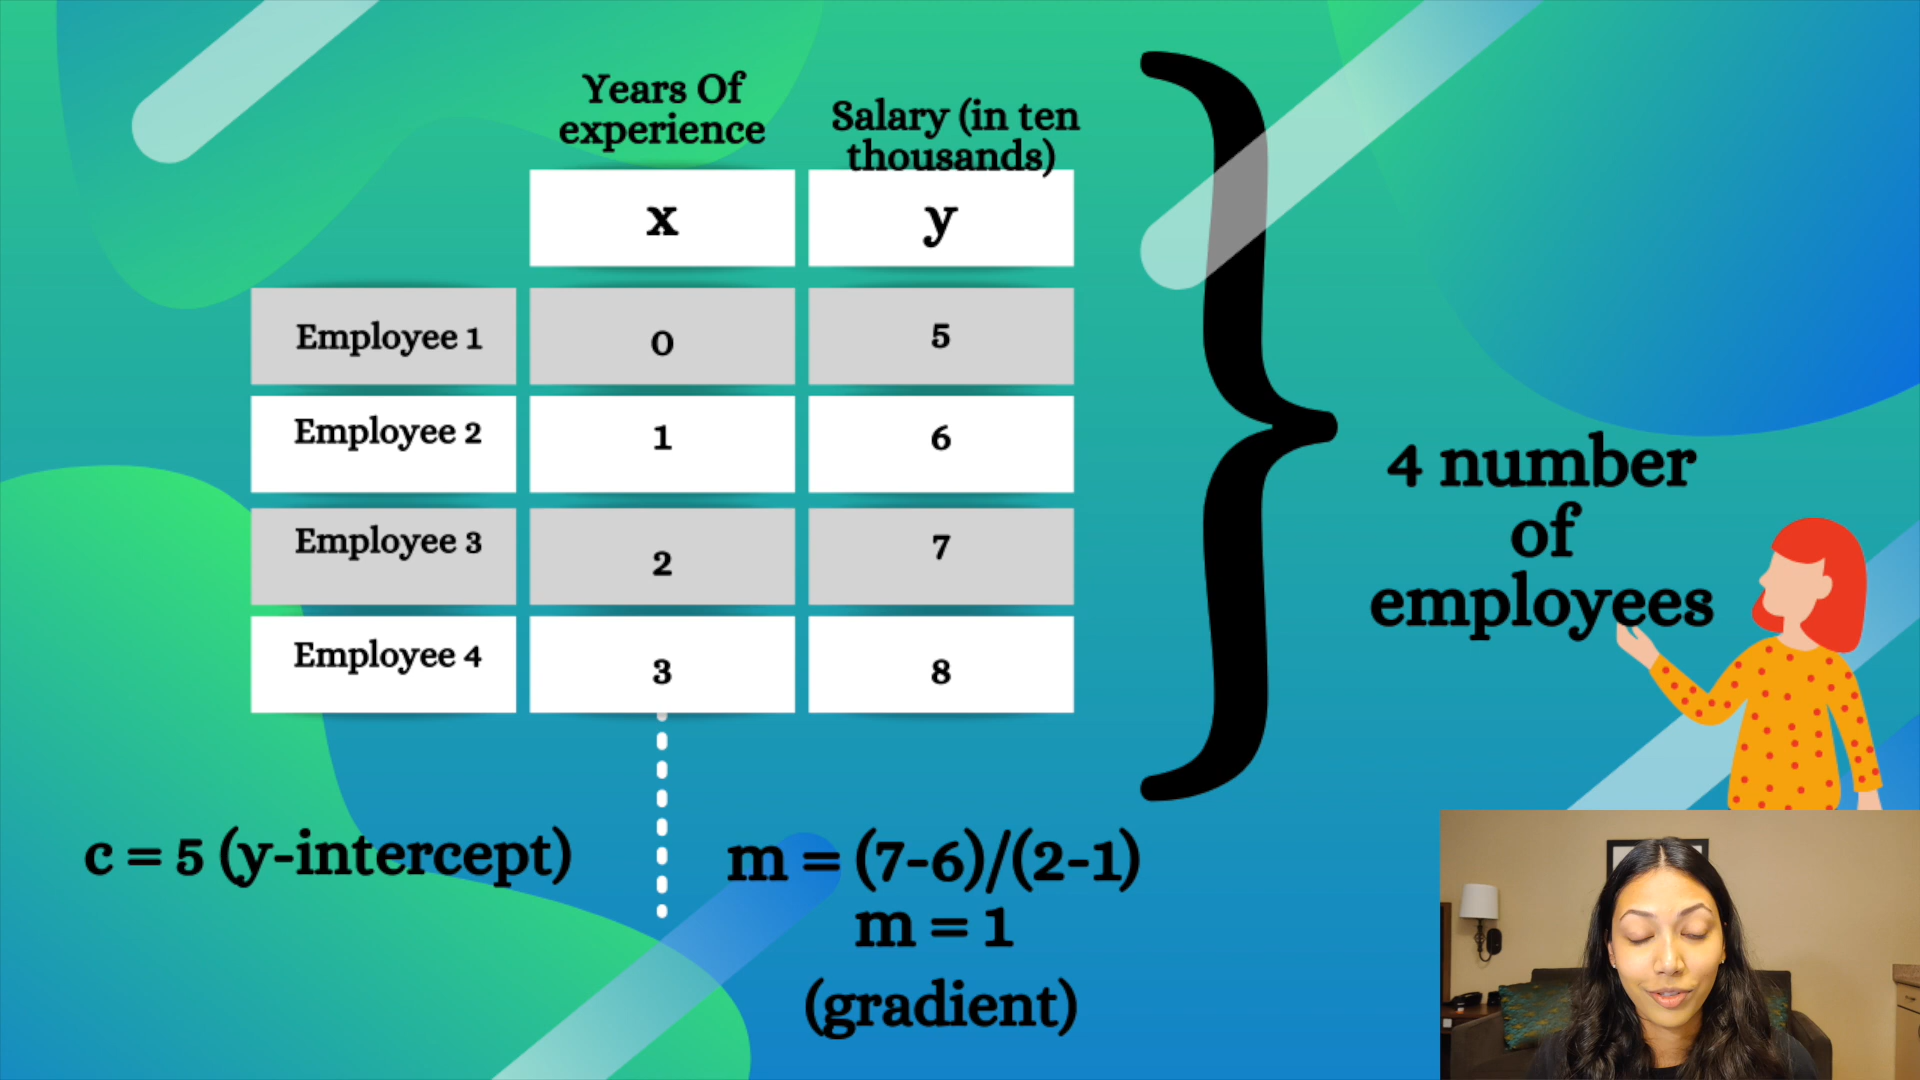 Years Of
experience
Salary (in ten
thousands)
x
y
Employee 1
0
5
Employee 2
1
6
Employee 3
2
7
Employee 4
3
8
4 number
of
employees
c = 5 (y-intercept)
m = (7-6)/(2-1)
m = 1
(gradient)